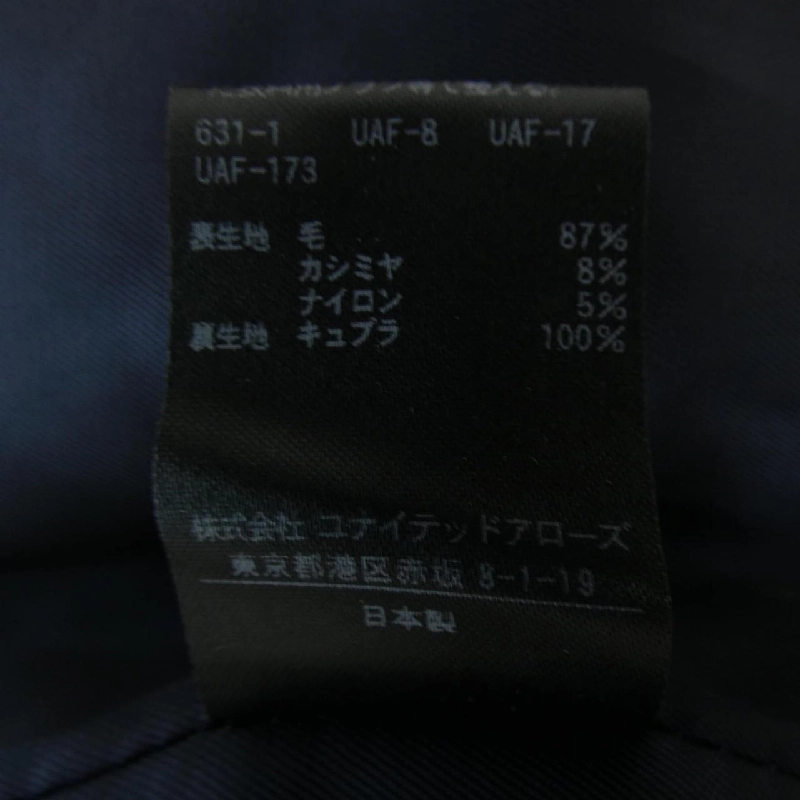 631-1 UAF-8 UAF-17
UAF-173
表生地 毛 87%
カシミヤ 8%
ナイロン 5%
裏生地 キュプラ 100%
株式会社 ユナイテッドアローズ
東京都港区赤坂 8-1-19
日本製